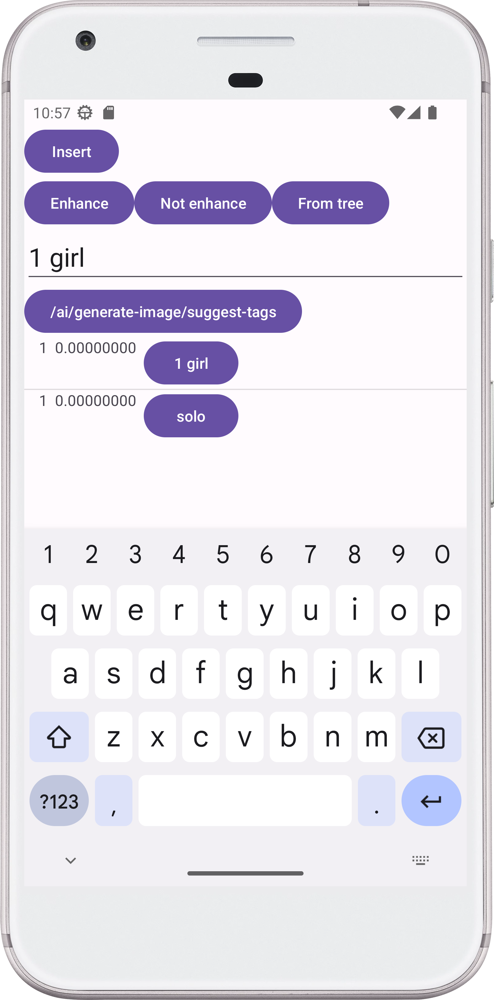 10:57
Insert
Enhance Not enhance From tree
1 girl
/ai/generate-image/suggest-tags
1 0.00000000 1 girl
1 0.00000000 solo
1 2 3 4 5 6 7 8 9 0
q w e r t y u i o p
a s d f g h j k l
z x c v b n m
?123 , .